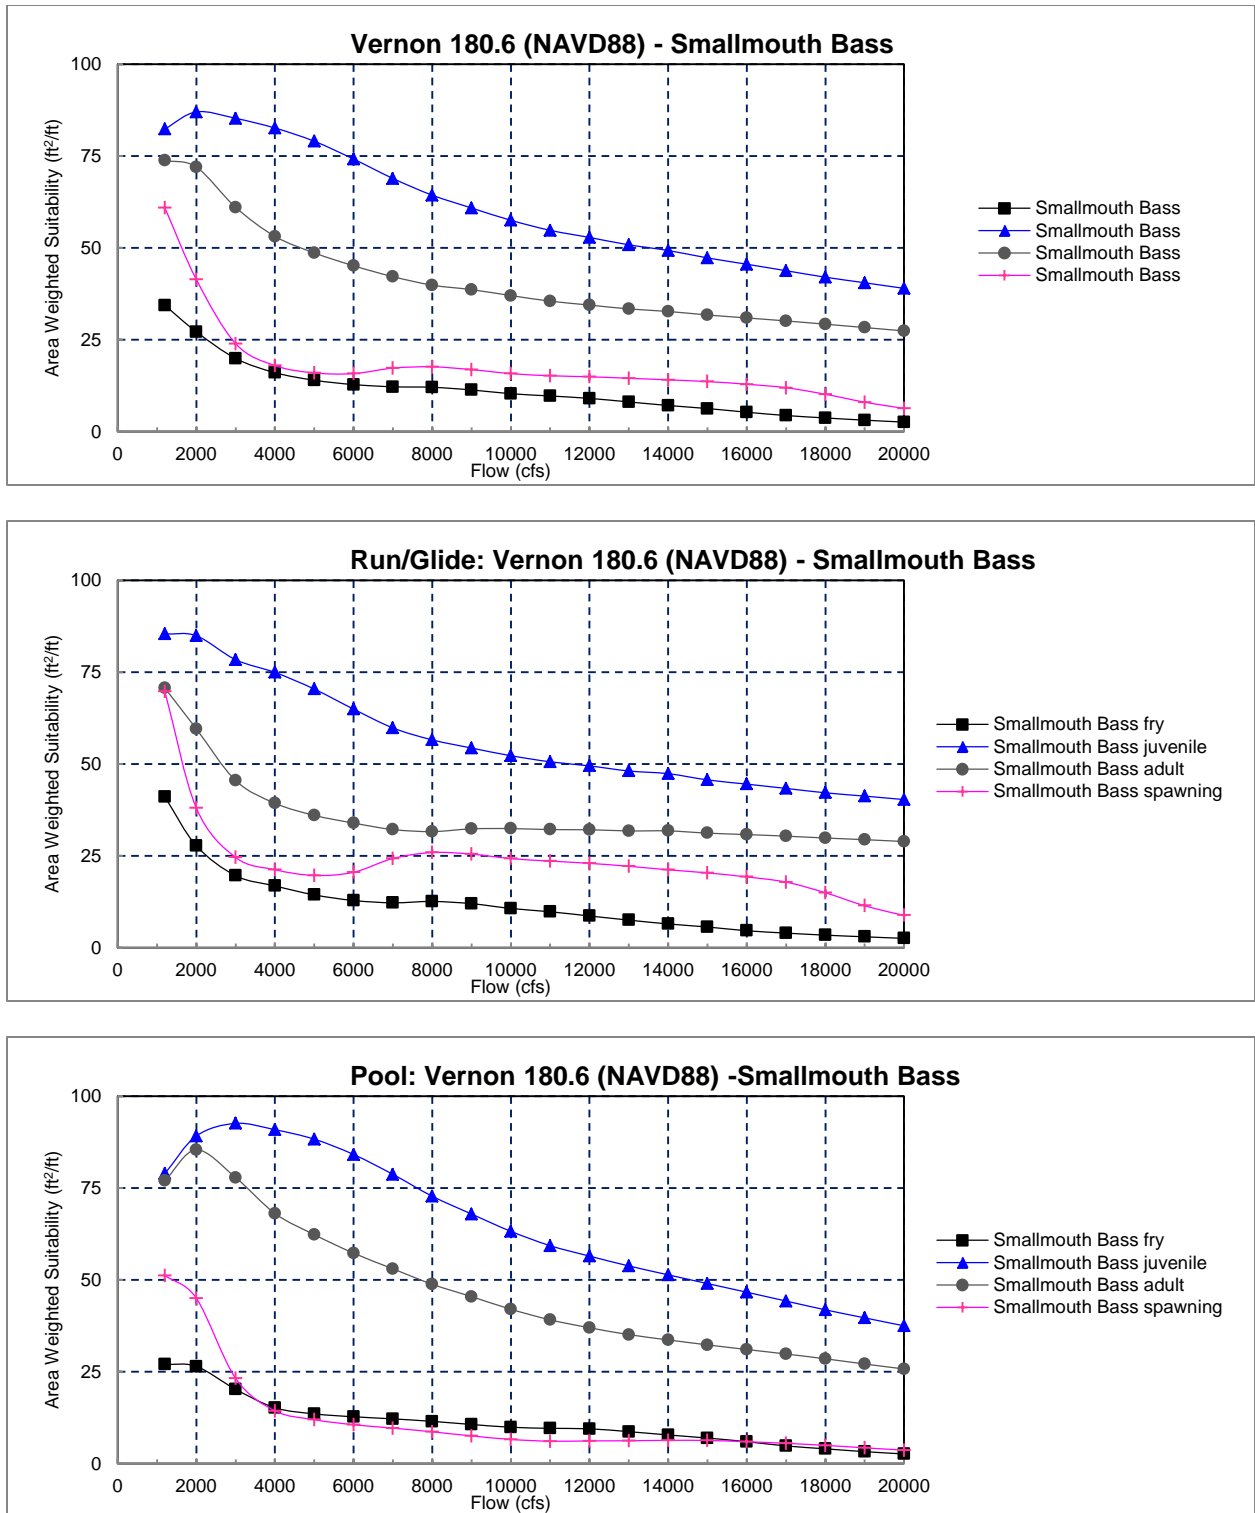 Vernon 180.6 (NAVD88) - Smallmouth Bass
Area Weighted Suitability (ft²/ft)
100
75
50
25
0
0 2000 4000 6000 8000 10000 12000 14000 16000 18000 20000
Flow (cfs)
Smallmouth Bass
Smallmouth Bass
Smallmouth Bass
Smallmouth Bass
Run/Glide: Vernon 180.6 (NAVD88) - Smallmouth Bass
Area Weighted Suitability (ft²/ft)
100
75
50
25
0
0 2000 4000 6000 8000 10000 12000 14000 16000 18000 20000
Flow (cfs)
Smallmouth Bass fry
Smallmouth Bass juvenile
Smallmouth Bass adult
Smallmouth Bass spawning
Pool: Vernon 180.6 (NAVD88) -Smallmouth Bass
Area Weighted Suitability (ft²/ft)
100
75
50
25
0
0 2000 4000 6000 8000 10000 12000 14000 16000 18000 20000
Flow (cfs)
Smallmouth Bass fry
Smallmouth Bass juvenile
Smallmouth Bass adult
Smallmouth Bass spawning